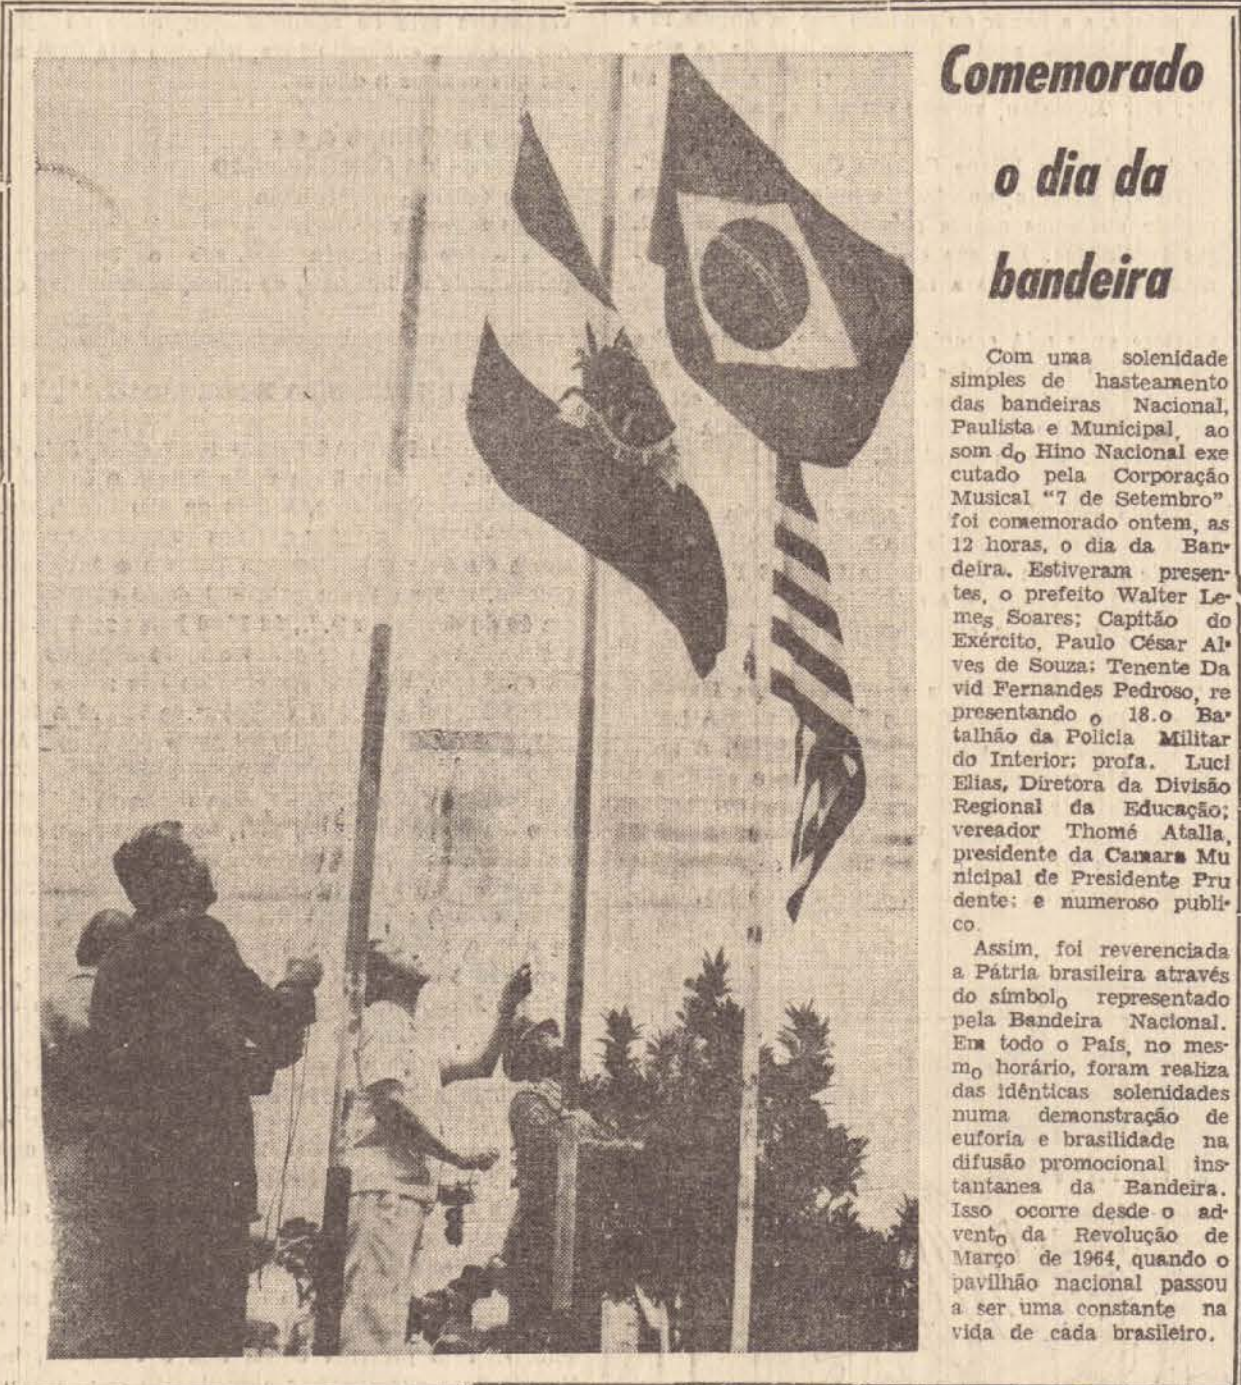 Comemorado
o dia da
bandeira
Com uma solenidade
simples de hasteamento
das bandeiras Nacional,
Paulista e Municipal, ao
som do Hino Nacional exe
cutado pela Corporação
Musical "7 de Setembro"
foi comemorado ontem, as
12 horas, o dia da Ban-
deira. Estiveram presen-
tes, o prefeito Walter Le-
mes Soares; Capitão do
Exército, Paulo César Al-
ves de Souza; Tenente Da
vid Fernandes Pedroso, re
presentando o 18.o Ba-
talhão da Policia Militar
do Interior; profa. Luci
Elias, Diretora da Divisão
Regional da Educação;
vereador Thomé Atalla,
presidente da Camara Mu
nicipal de Presidente Pru
dente; e numeroso publi-
co.
Assim, foi reverenciada
a Pátria brasileira através
do símbolo representado
pela Bandeira Nacional.
Em todo o País, no mes-
mo horário, foram realiza
das idênticas solenidades
numa demonstração de
euforia e brasilidade na
difusão promocional ins-
tantanea da Bandeira.
Isso ocorre desde o ad-
vento da Revolução de
Março de 1964, quando o
pavilhão nacional passou
a ser uma constante na
vida de cada brasileiro.